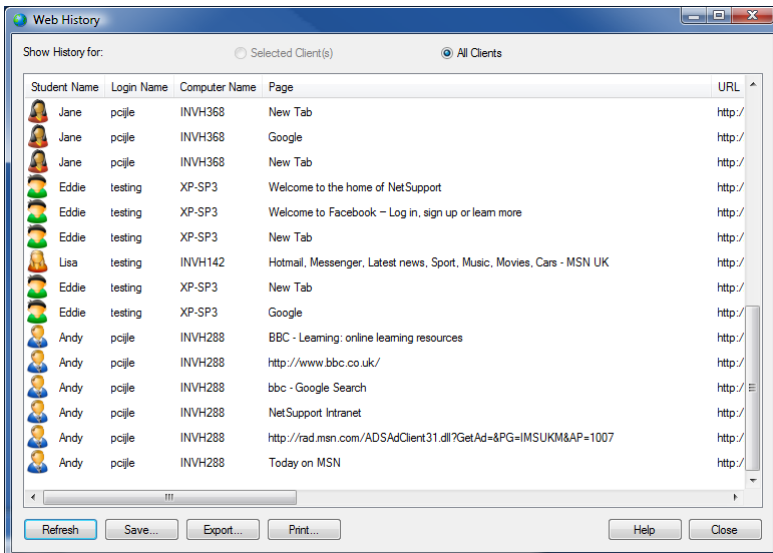 Web History
Show History for: Selected Client(s) All Clients
Student Name Login Name Computer Name Page URL
Jane pcijle INVH368 New Tab http:/
Jane pcijle INVH368 Google http:/
Jane pcijle INVH368 New Tab http:/
Eddie testing XP-SP3 Welcome to the home of NetSupport http:/
Eddie testing XP-SP3 Welcome to Facebook – Log in, sign up or learn more http:/
Eddie testing XP-SP3 New Tab http:/
Lisa testing INVH142 Hotmail, Messenger, Latest news, Sport, Music, Movies, Cars - MSN UK http:/
Eddie testing XP-SP3 New Tab http:/
Eddie testing XP-SP3 Google http:/
Andy pcijle INVH288 BBC - Learning: online learning resources http:/
Andy pcijle INVH288 http://www.bbc.co.uk/ http:/
Andy pcijle INVH288 bbc - Google Search http:/
Andy pcijle INVH288 NetSupport Intranet http:/
Andy pcijle INVH288 http://rad.msn.com/ADSAdClient31.dll?GetAd=&PG=IMSUKM&AP=1007 http:/
Andy pcijle INVH288 Today on MSN http:/
Refresh Save... Export... Print... Help Close